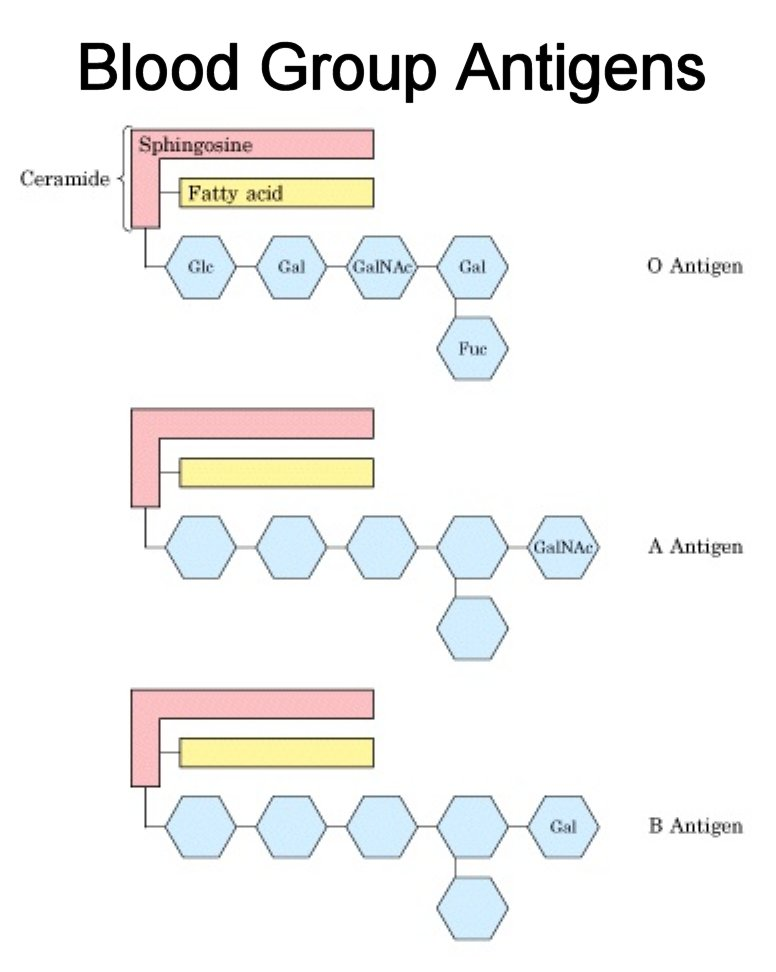 Blood Group Antigens
Sphingosine
Ceramide
Fatty acid
Glc Gal GalNAc Gal O Antigen
Fuc
GalNAc A Antigen
Gal B Antigen